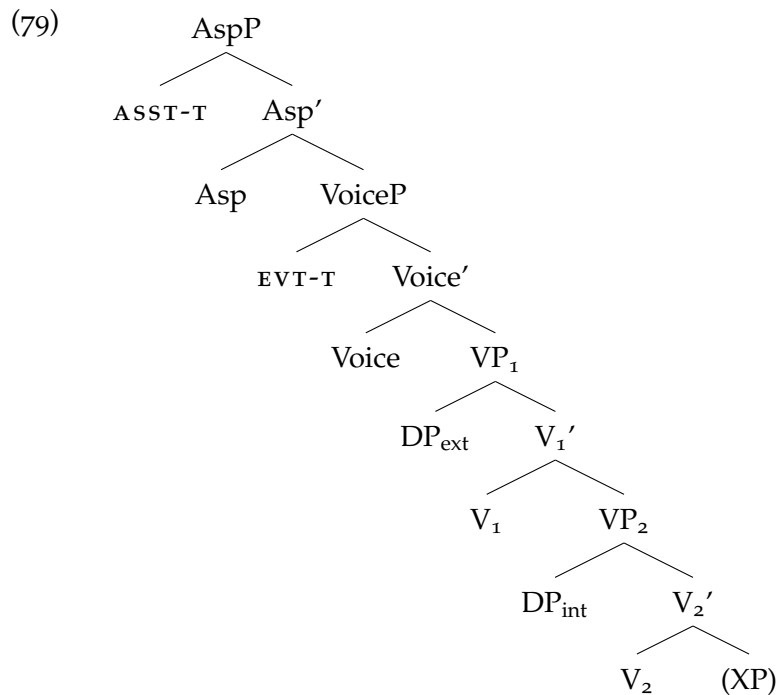 (79) AspP
ASST-T Asp′
Asp VoiceP
EVT-T Voice′
Voice VP₁
DPext V₁′
V₁ VP₂
DPint V₂′
V₂ (XP)